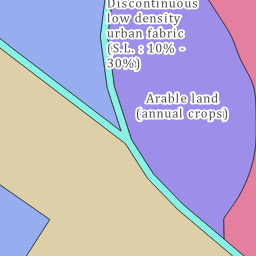 Discontinuous
low density
urban fabric
(S.L. : 10% -
30%)
Arable land
(annual crops)